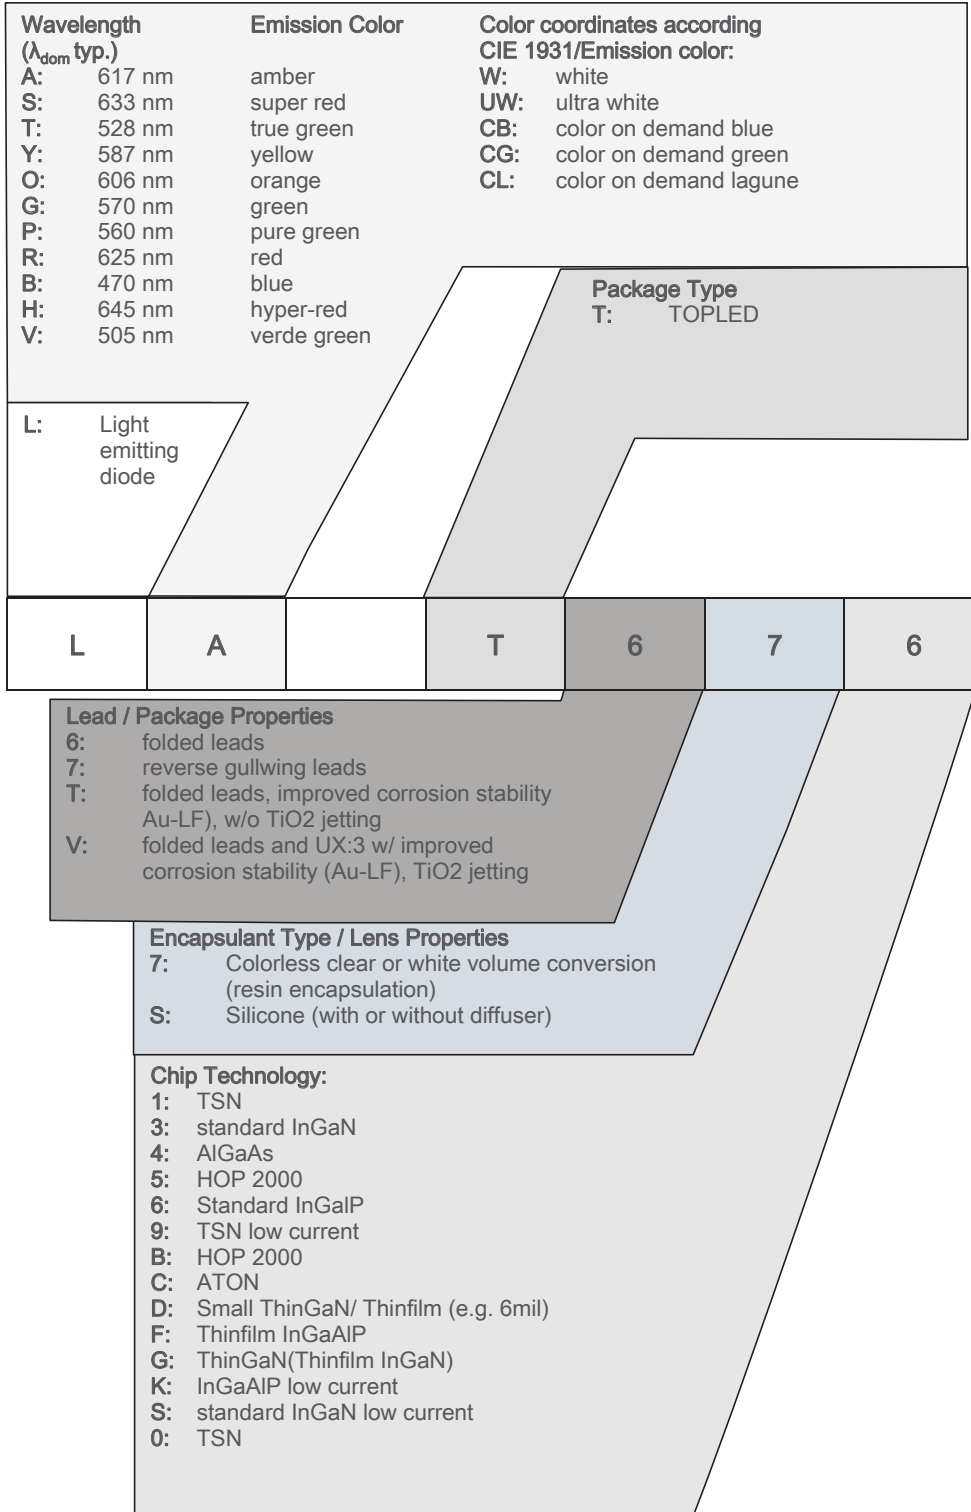 Wavelength Emission Color Color coordinates according
(λdom typ.) CIE 1931/Emission color:
A: 617 nm amber W: white
S: 633 nm super red UW: ultra white
T: 528 nm true green CB: color on demand blue
Y: 587 nm yellow CG: color on demand green
O: 606 nm orange CL: color on demand lagune
G: 570 nm green
P: 560 nm pure green
R: 625 nm red
B: 470 nm blue
H: 645 nm hyper-red
V: 505 nm verde green
Package Type
T: TOPLED
L: Light
emitting
diode
L A T 6 7 6
Lead / Package Properties
6: folded leads
7: reverse gullwing leads
T: folded leads, improved corrosion stability
Au-LF), w/o TiO2 jetting
V: folded leads and UX:3 w/ improved
corrosion stability (Au-LF), TiO2 jetting
Encapsulant Type / Lens Properties
7: Colorless clear or white volume conversion
(resin encapsulation)
S: Silicone (with or without diffuser)
Chip Technology:
1: TSN
3: standard InGaN
4: AlGaAs
5: HOP 2000
6: Standard InGalP
9: TSN low current
B: HOP 2000
C: ATON
D: Small ThinGaN/ Thinfilm (e.g. 6mil)
F: Thinfilm InGaAlP
G: ThinGaN(Thinfilm InGaN)
K: InGaAlP low current
S: standard InGaN low current
0: TSN